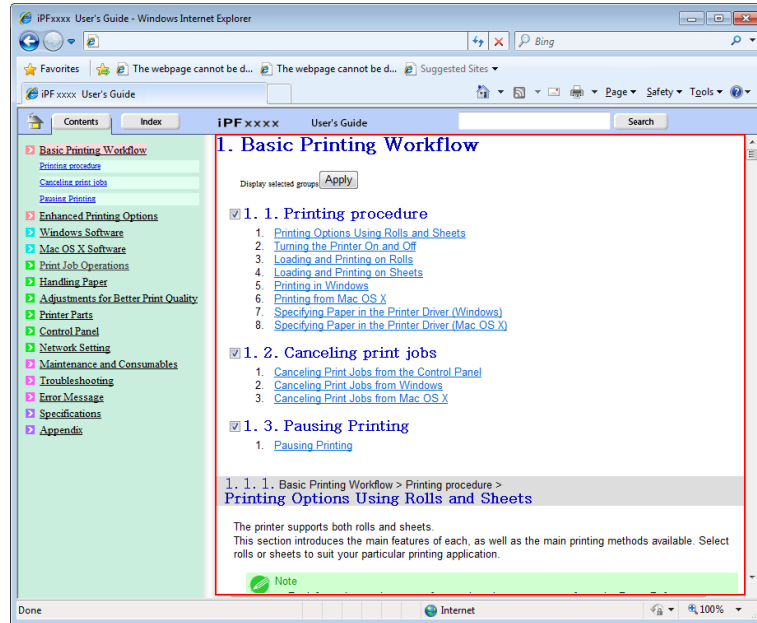 iPFxxxx User's Guide - Windows Internet Explorer
Bing
Favorites The webpage cannot be d... The webpage cannot be d... Suggested Sites
iPF xxxx User's Guide
Page Safety Tools
Contents Index iPFxxxx User's Guide Search
Basic Printing Workflow
Printing procedure
Canceling print jobs
Pausing Printing
Enhanced Printing Options
Windows Software
Mac OS X Software
Print Job Operations
Handling Paper
Adjustments for Better Print Quality
Printer Parts
Control Panel
Network Setting
Maintenance and Consumables
Troubleshooting
Error Message
Specifications
Appendix
1. Basic Printing Workflow
Display selected groups Apply
1. 1. Printing procedure
1. Printing Options Using Rolls and Sheets
2. Turning the Printer On and Off
3. Loading and Printing on Rolls
4. Loading and Printing on Sheets
5. Printing in Windows
6. Printing from Mac OS X
7. Specifying Paper in the Printer Driver (Windows)
8. Specifying Paper in the Printer Driver (Mac OS X)
1. 2. Canceling print jobs
1. Canceling Print Jobs from the Control Panel
2. Canceling Print Jobs from Windows
3. Canceling Print Jobs from Mac OS X
1. 3. Pausing Printing
1. Pausing Printing
1. 1. 1. Basic Printing Workflow > Printing procedure >
Printing Options Using Rolls and Sheets
The printer supports both rolls and sheets.
This section introduces the main features of each, as well as the main printing methods available. Select
rolls or sheets to suit your particular printing application.
Note
Done Internet 100%